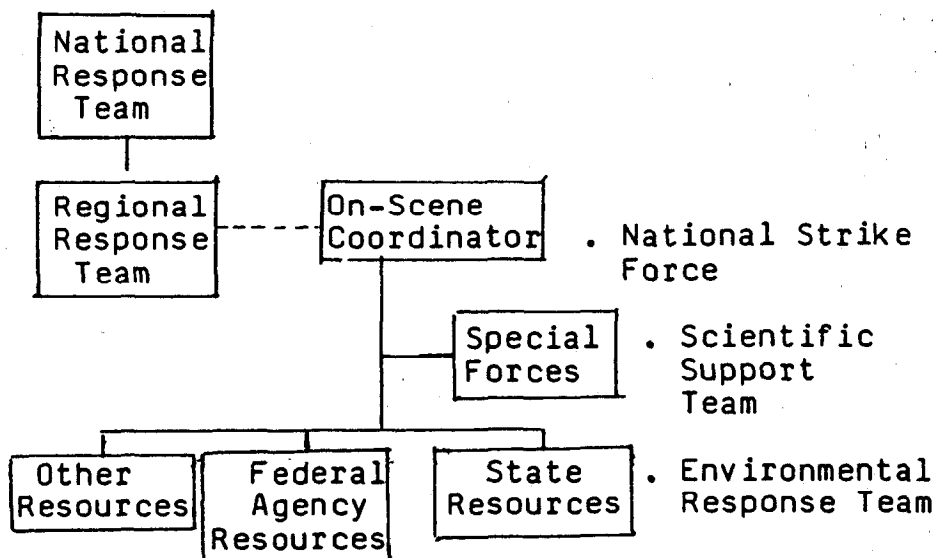 National
Response
Team
Regional
Response
Team
On-Scene
Coordinator
. National Strike
Force
Special
Forces
. Scientific
Support
Team
Other
Resources
Federal
Agency
Resources
State
Resources
. Environmental
Response Team